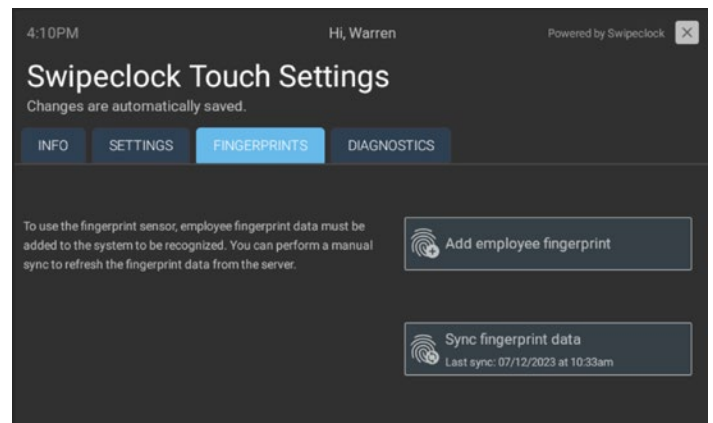 4:10PM
Hi, Warren
Powered by Swipeclock
Swipeclock Touch Settings
Changes are automatically saved.
INFO
SETTINGS
FINGERPRINTS
DIAGNOSTICS
To use the fingerprint sensor, employee fingerprint data must be
added to the system to be recognized. You can perform a manual
sync to refresh the fingerprint data from the server.
Add employee fingerprint
Sync fingerprint data
Last sync: 07/12/2023 at 10:33am